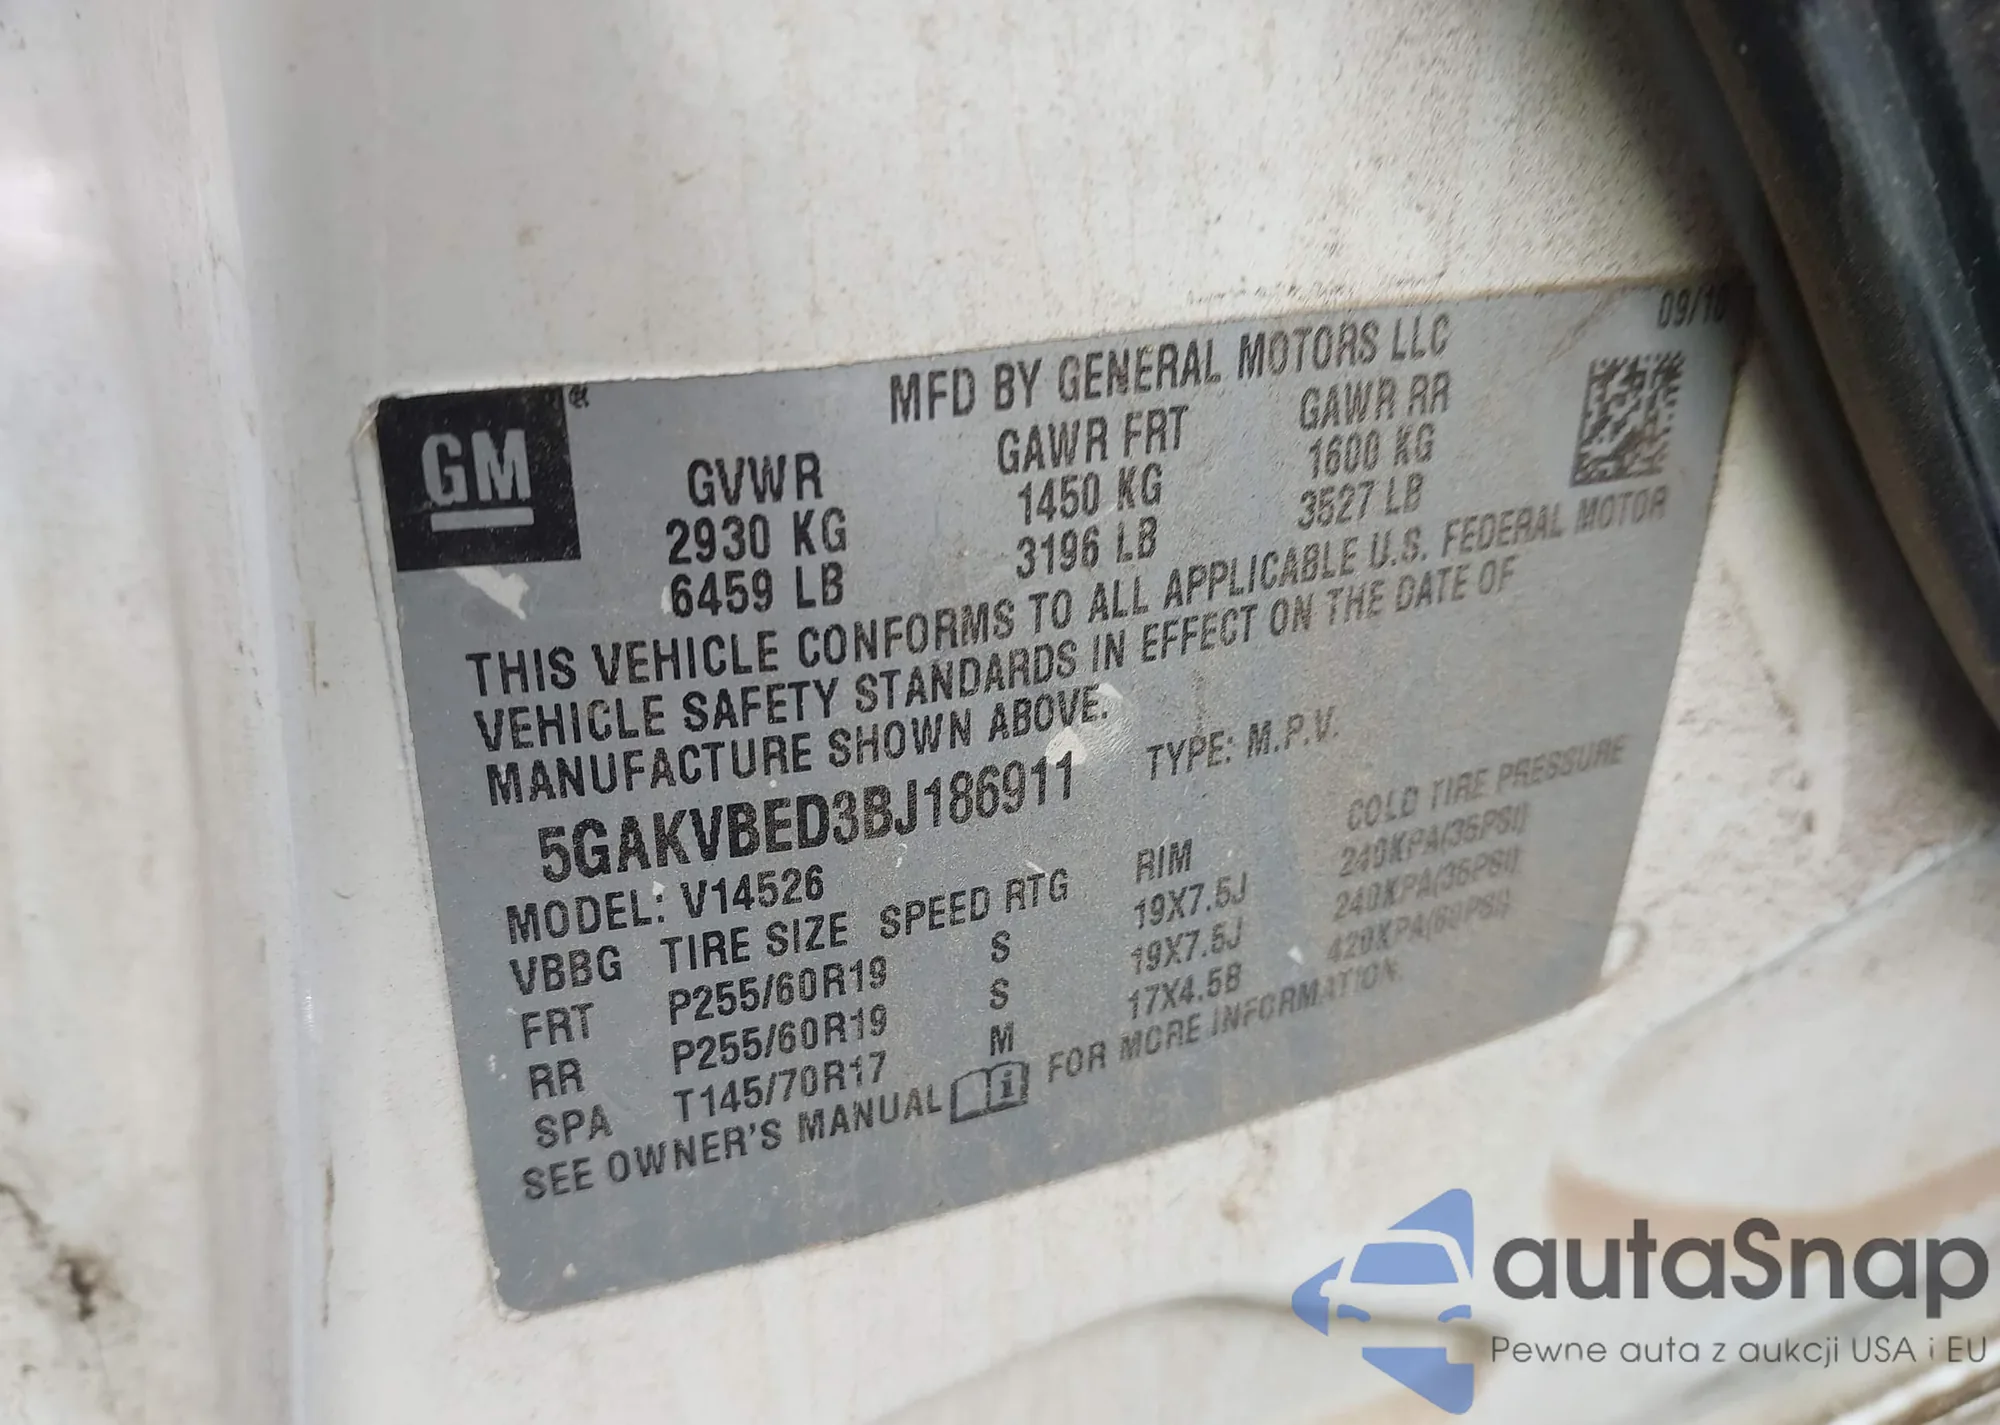 09/10
MFD BY GENERAL MOTORS LLC
GM ®
GVWR GAWR FRT GAWR RR
2930 KG 1450 KG 1600 KG
6459 LB 3196 LB 3527 LB
THIS VEHICLE CONFORMS TO ALL APPLICABLE U.S. FEDERAL MOTOR
VEHICLE SAFETY STANDARDS IN EFFECT ON THE DATE OF
MANUFACTURE SHOWN ABOVE.
5GAKVBED3BJ186911 TYPE: M.P.V.
MODEL: V14526
VBBG TIRE SIZE SPEED RTG RIM COLD TIRE PRESSURE
FRT P255/60R19 S 19X7.5J 240KPA(35PSI)
RR P255/60R19 S 19X7.5J 240KPA(35PSI)
SPA T145/70R17 M 17X4.5B 420KPA(60PSI)
SEE OWNER'S MANUAL FOR MORE INFORMATION.
autaSnap
Pewne auta z aukcji USA i EU